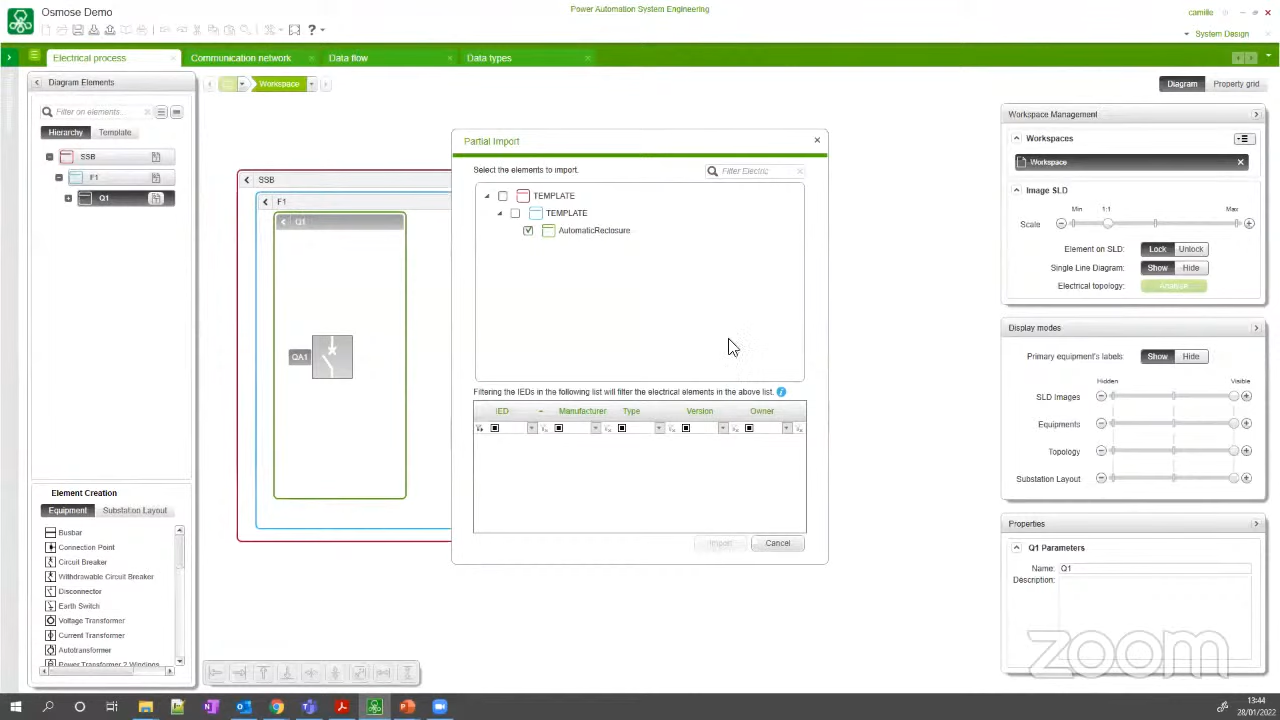 Osmose Demo
Power Automation System Engineering
camille
System Design
Electrical process
Communication network
Data flow
Data types
Diagram Elements
Filter on elements...
Hierarchy
Template
SSB
F1
Q1
Workspace
Diagram
Property grid
SSB
F1
Q1
QA1
Partial Import
Select the elements to import.
Filter Electric
TEMPLATE
TEMPLATE
AutomaticReclosure
Filtering the IEDs in the following list will filter the electrical elements in the above list.
IED
Manufacturer
Type
Version
Owner
Import
Cancel
Workspace Management
Workspaces
Workspace
Image SLD
Min
1:1
Max
Scale
Element on SLD:
Lock
Unlock
Single Line Diagram:
Show
Hide
Electrical topology:
Analyse
Display modes
Primary equipment's labels:
Show
Hide
Hidden
Visible
SLD Images
Equipments
Topology
Substation Layout
Properties
Q1 Parameters
Name:
Q1
Description:
Element Creation
Equipment
Substation Layout
Busbar
Connection Point
Circuit Breaker
Withdrawable Circuit Breaker
Disconnector
Earth Switch
Voltage Transformer
Current Transformer
Autotransformer
Power Transformer 2 Windings
zoom
13:44
28/01/2022